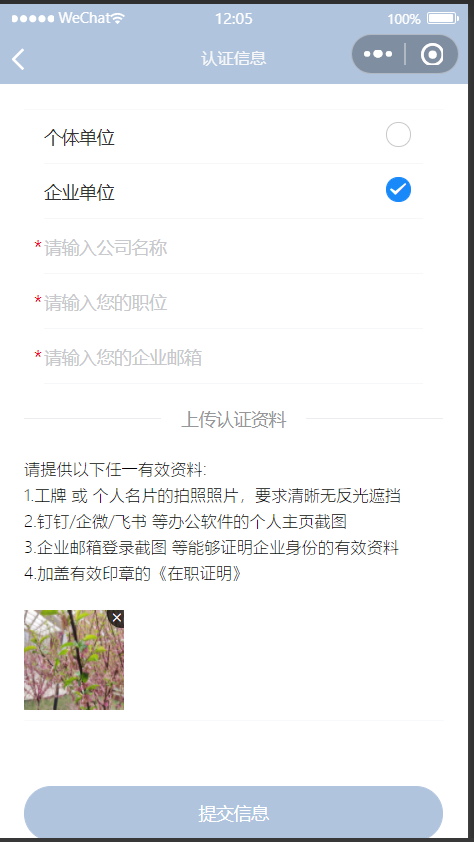 WeChat 12:05 100%
认证信息
个体单位
企业单位
*请输入公司名称
*请输入您的职位
*请输入您的企业邮箱
上传认证资料
请提供以下任一有效资料:
1.工牌 或 个人名片的拍照照片，要求清晰无反光遮挡
2.钉钉/企微/飞书 等办公软件的个人主页截图
3.企业邮箱登录截图 等能够证明企业身份的有效资料
4.加盖有效印章的《在职证明》
提交信息